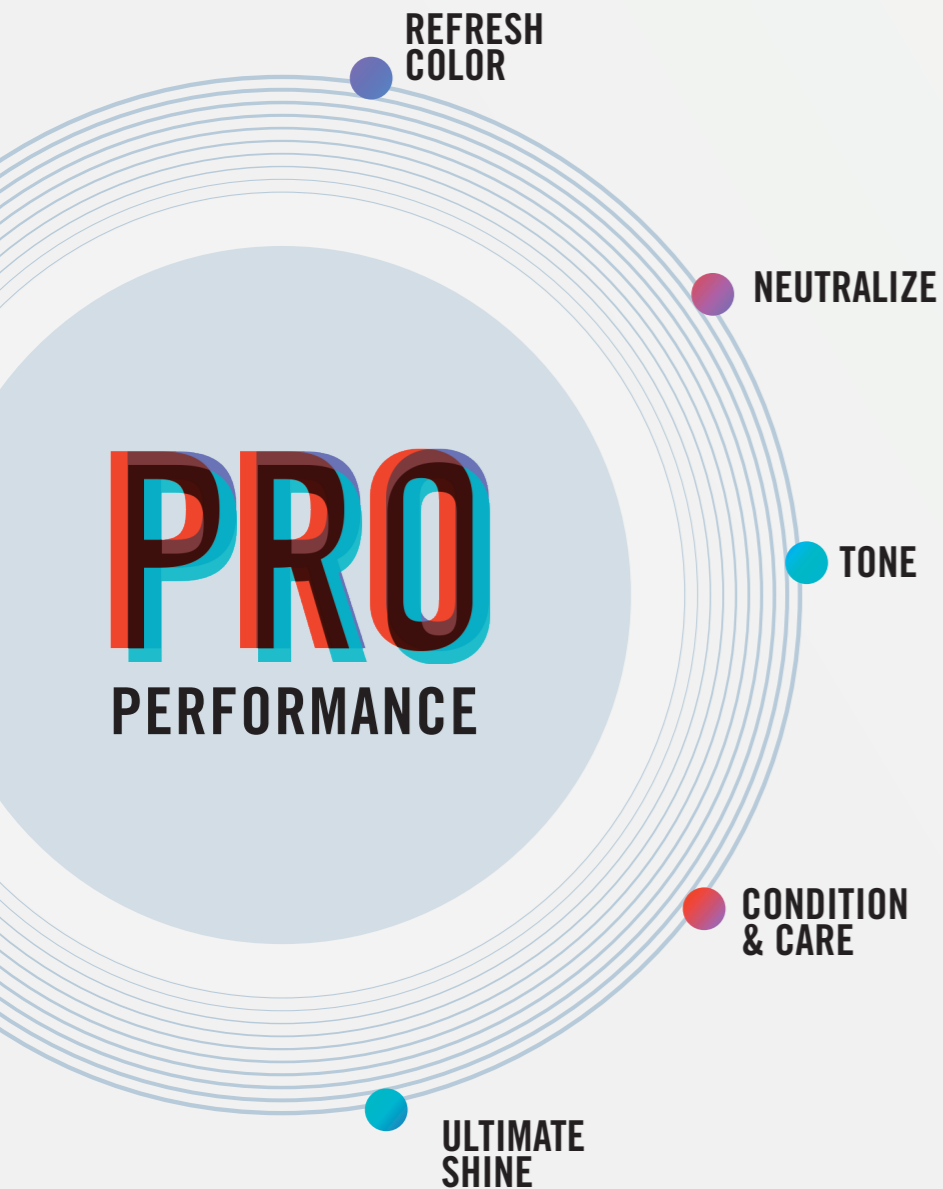 REFRESH
COLOR
NEUTRALIZE
PRO
PERFORMANCE
TONE
CONDITION
& CARE
ULTIMATE
SHINE